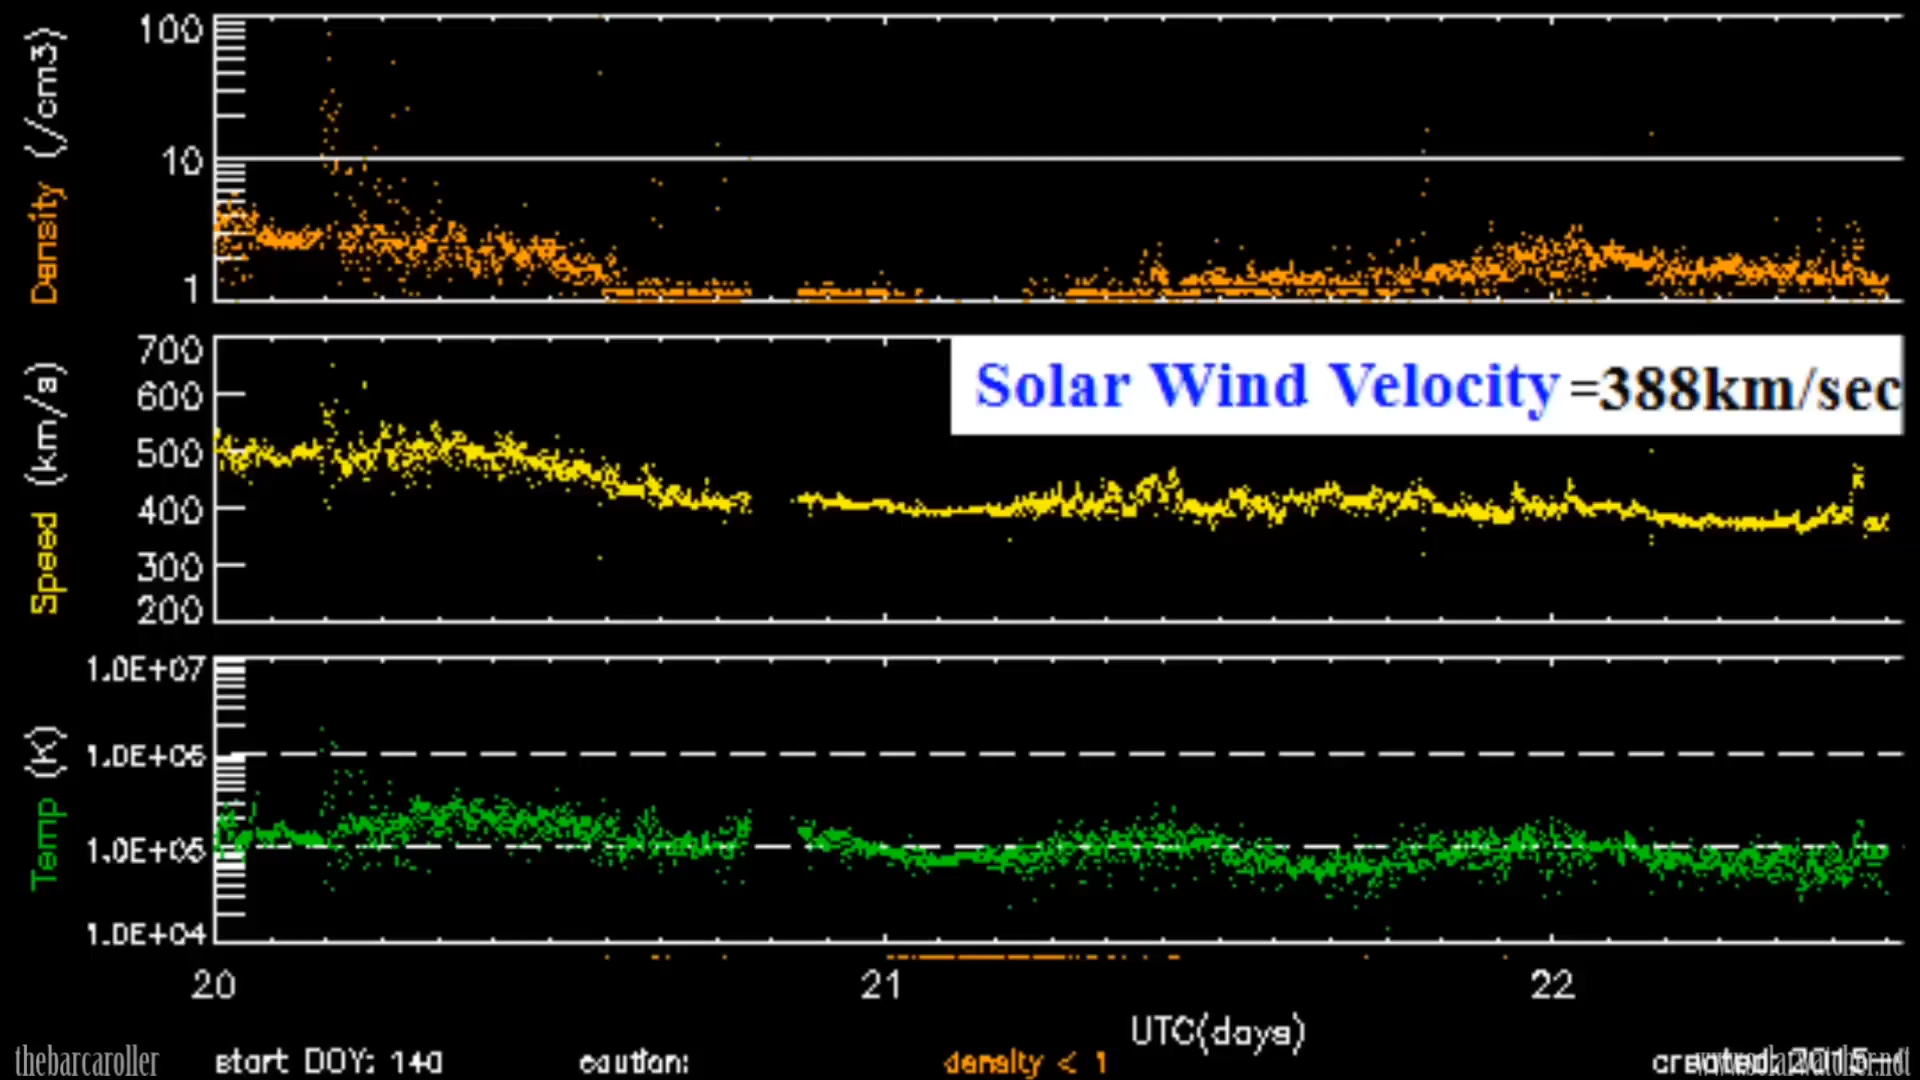 100
10
1
Density (/cm3)
Solar Wind Velocity =388km/sec
700
600
500
400
300
200
Speed (km/s)
1.0E+07
1.0E+06
1.0E+05
1.0E+04
Temp (K)
20 21 22
UTC(days)
thebarcaroller start DOY: 140 caution: density < 1 created: 2015